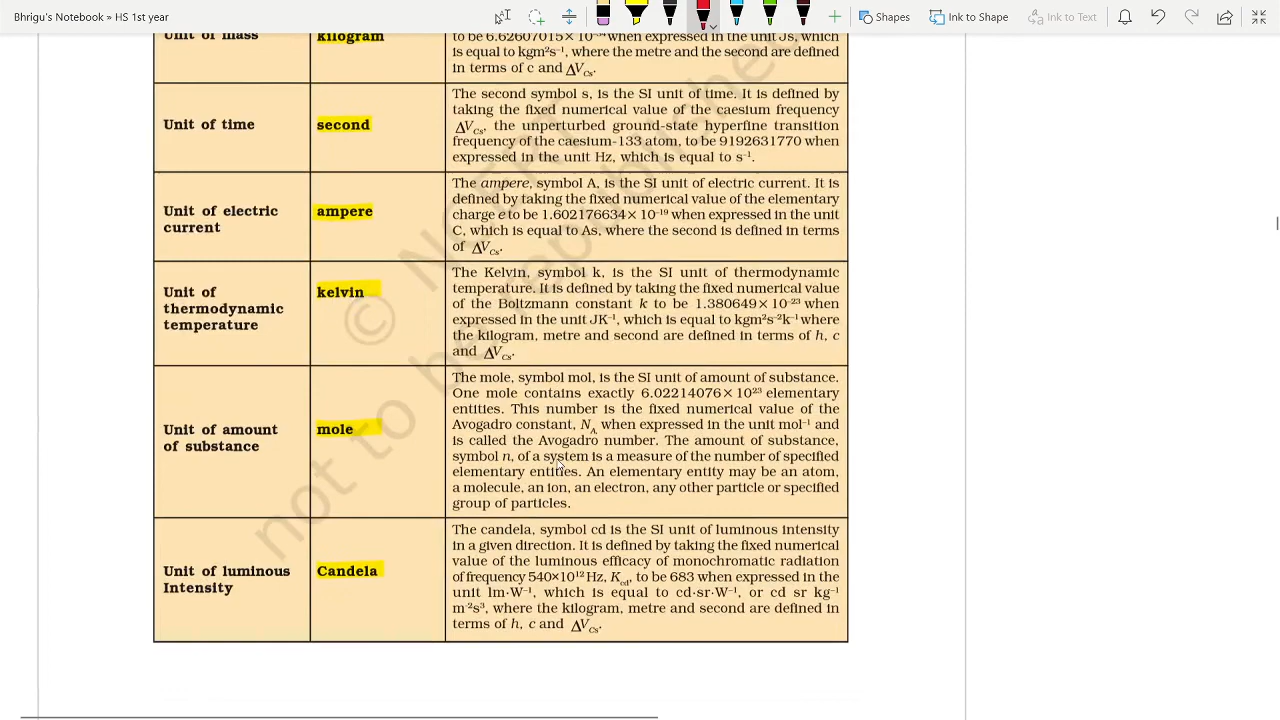 Bhrigu's Notebook » HS 1st year
Shapes
Ink to Shape
Ink to Text
Unit of mass
kilogram
to be 6.62607015×10⁻³⁴ when expressed in the unit Js, which
is equal to kgm²s⁻¹, where the metre and the second are defined
in terms of c and ΔV_Cs.
Unit of time
second
The second symbol s, is the SI unit of time. It is defined by
taking the fixed numerical value of the caesium frequency
ΔV_Cs, the unperturbed ground-state hyperfine transition
frequency of the caesium-133 atom, to be 9192631770 when
expressed in the unit Hz, which is equal to s⁻¹.
Unit of electric
current
ampere
The ampere, symbol A, is the SI unit of electric current. It is
defined by taking the fixed numerical value of the elementary
charge e to be 1.602176634×10⁻¹⁹ when expressed in the unit
C, which is equal to As, where the second is defined in terms
of ΔV_Cs.
Unit of
thermodynamic
temperature
kelvin
The Kelvin, symbol k, is the SI unit of thermodynamic
temperature. It is defined by taking the fixed numerical value
of the Boltzmann constant k to be 1.380649×10⁻²³ when
expressed in the unit JK⁻¹, which is equal to kgm²s⁻²k⁻¹ where
the kilogram, metre and second are defined in terms of h, c
and ΔV_Cs.
Unit of amount
of substance
mole
The mole, symbol mol, is the SI unit of amount of substance.
One mole contains exactly 6.02214076×10²³ elementary
entities. This number is the fixed numerical value of the
Avogadro constant, N_A when expressed in the unit mol⁻¹ and
is called the Avogadro number. The amount of substance,
symbol n, of a system is a measure of the number of specified
elementary entities. An elementary entity may be an atom,
a molecule, an ion, an electron, any other particle or specified
group of particles.
Unit of luminous
Intensity
Candela
The candela, symbol cd is the SI unit of luminous intensity
in a given direction. It is defined by taking the fixed numerical
value of the luminous efficacy of monochromatic radiation
of frequency 540×10¹² Hz, K_cd, to be 683 when expressed in the
unit lm·W⁻¹, which is equal to cd·sr·W⁻¹, or cd sr kg⁻¹
m⁻²s³, where the kilogram, metre and second are defined in
terms of h, c and ΔV_Cs.
© NCERT
not to be republished